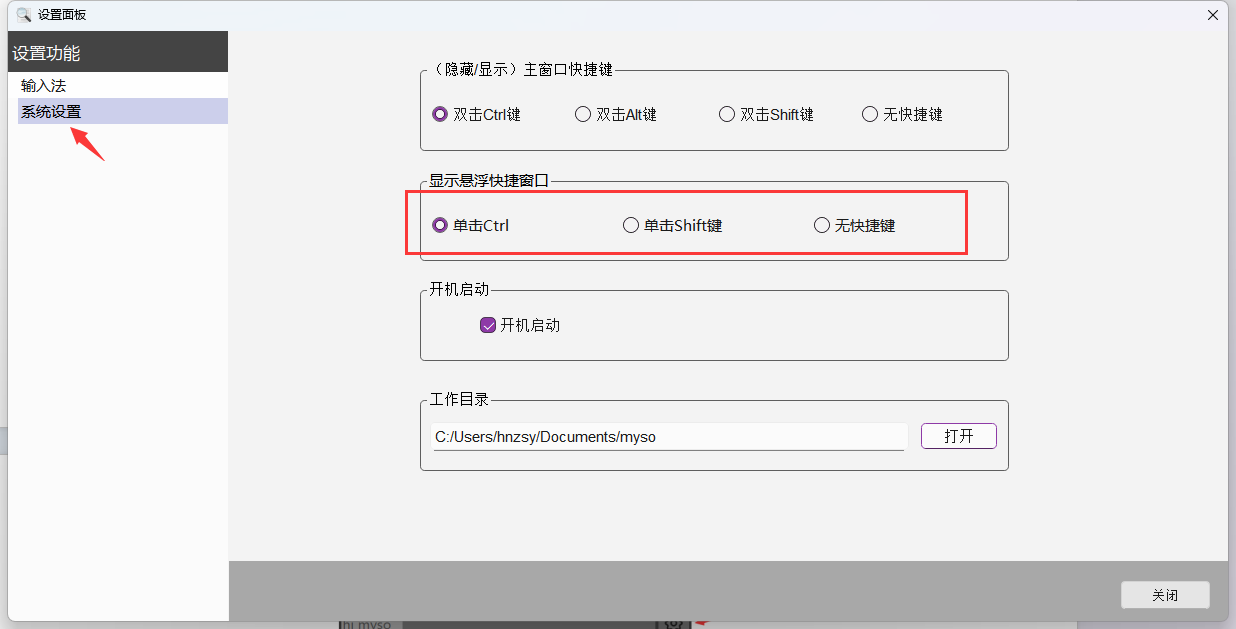 设置面板
设置功能
输入法
系统设置
（隐藏/显示）主窗口快捷键
双击Ctrl键 双击Alt键 双击Shift键 无快捷键
显示悬浮快捷窗口
单击Ctrl 单击Shift键 无快捷键
开机启动
开机启动
工作目录
C:/Users/hnzsy/Documents/myso 打开
关闭
hi myso